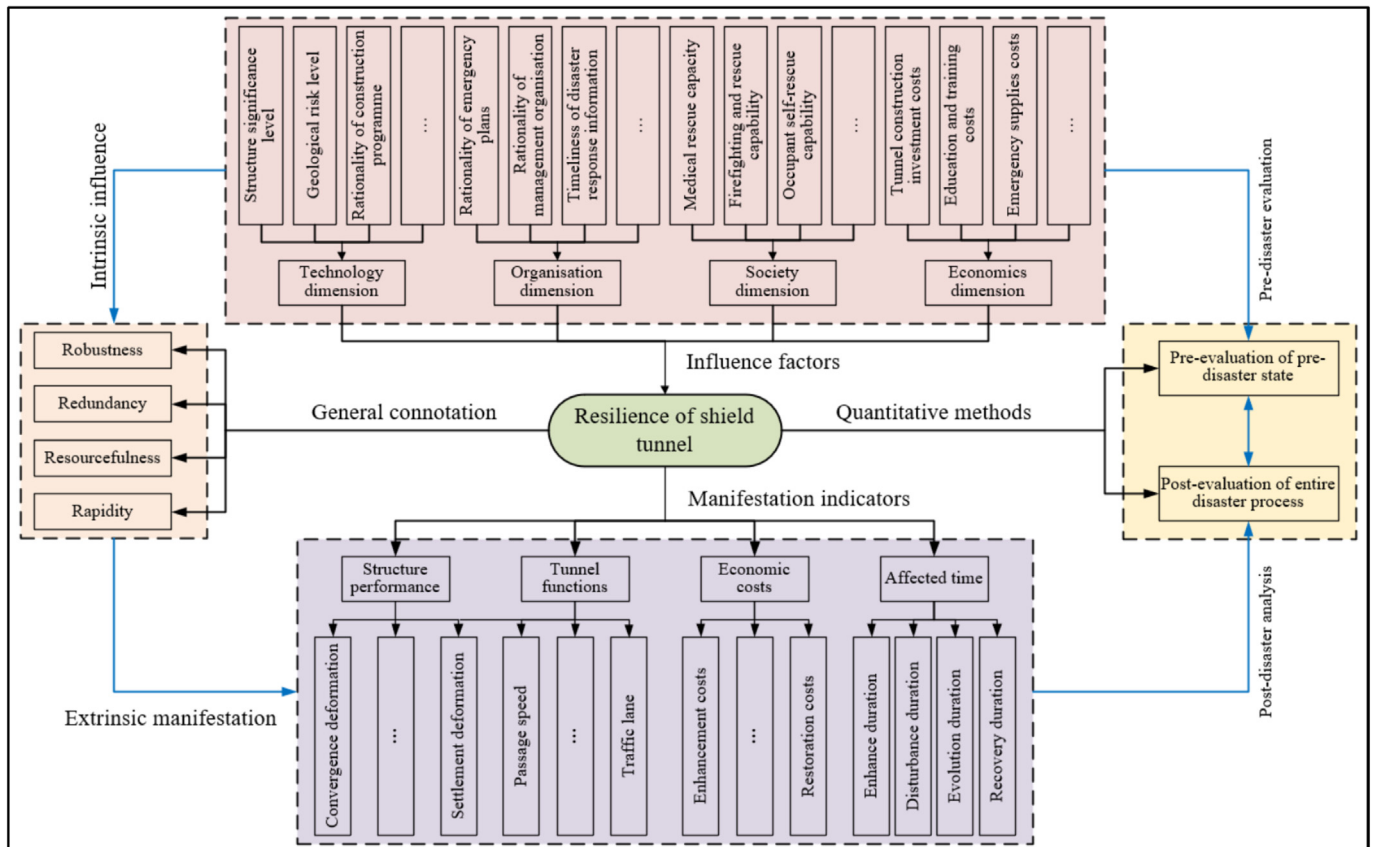 Structure significance
level
Geological risk level
Rationality of construction
programme
...
Rationality of emergency
plans
Rationality of
management organisation
Timeliness of disaster
response information
...
Medical rescue capacity
Firefighting and rescue
capability
Occupant self-rescue
capability
...
Tunnel construction
investment costs
Education and training
costs
Emergency supplies costs
...
Technology
dimension
Organisation
dimension
Society
dimension
Economics
dimension
Intrinsic influence
Pre-disaster evaluation
Influence factors
Robustness
Redundancy
Resourcefulness
Rapidity
General connotation
Resilience of shield
tunnel
Quantitative methods
Pre-evaluation of pre-
disaster state
Post-evaluation of entire
disaster process
Manifestation indicators
Structure
performance
Tunnel
functions
Economic
costs
Affected time
Convergence deformation
...
Settlement deformation
Passage speed
...
Traffic lane
Enhancement costs
...
Restoration costs
Enhance duration
Disturbance duration
Evolution duration
Recovery duration
Extrinsic manifestation
Post-disaster analysis